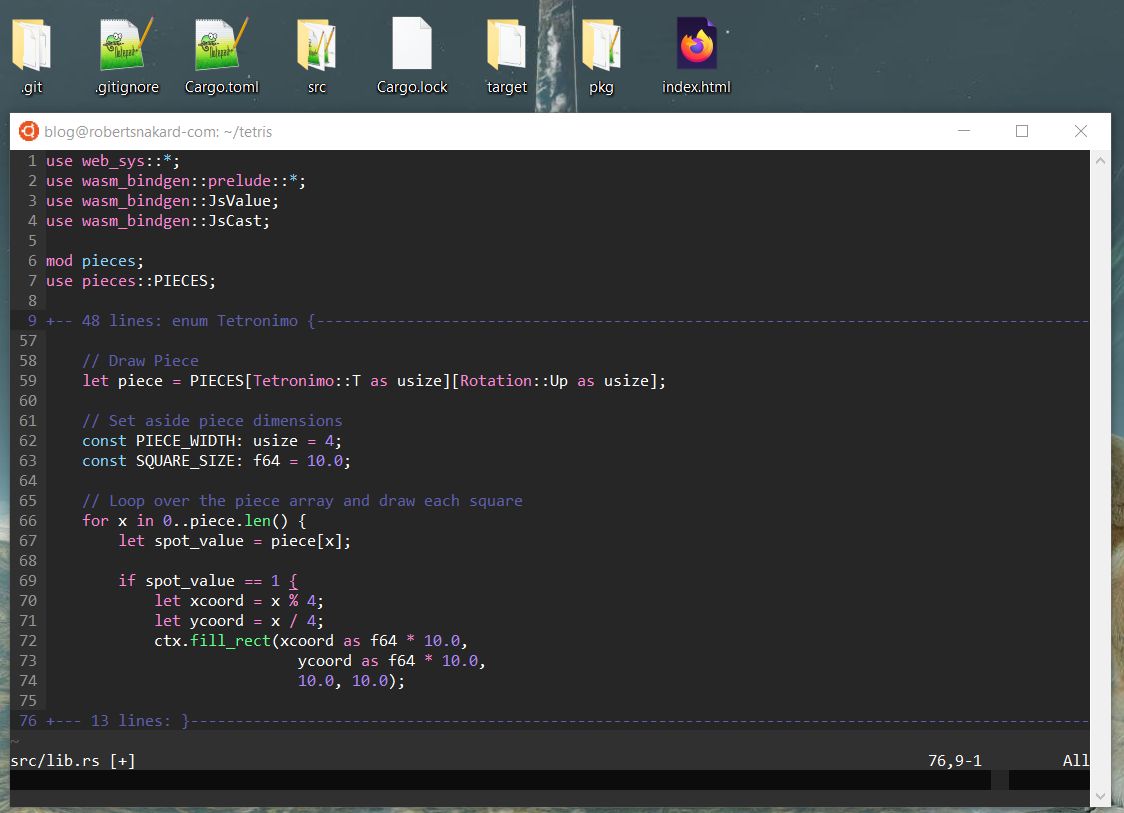 .git
.gitignore
Cargo.toml
src
Cargo.lock
target
pkg
index.html
blog@robertsnakard-com: ~/tetris
1 use web_sys::*;
2 use wasm_bindgen::prelude::*;
3 use wasm_bindgen::JsValue;
4 use wasm_bindgen::JsCast;
5
6 mod pieces;
7 use pieces::PIECES;
8
9 +-- 48 lines: enum Tetronimo {------------------------------------------------------------------------------------
57
58     // Draw Piece
59     let piece = PIECES[Tetronimo::T as usize][Rotation::Up as usize];
60
61     // Set aside piece dimensions
62     const PIECE_WIDTH: usize = 4;
63     const SQUARE_SIZE: f64 = 10.0;
64
65     // Loop over the piece array and draw each square
66     for x in 0..piece.len() {
67         let spot_value = piece[x];
68
69         if spot_value == 1 {
70             let xcoord = x % 4;
71             let ycoord = x / 4;
72             ctx.fill_rect(xcoord as f64 * 10.0,
73                             ycoord as f64 * 10.0,
74                             10.0, 10.0);
75
76 +--- 13 lines: }----------------------------------------------------------------------------------------------------
~
src/lib.rs [+] 76,9-1 All